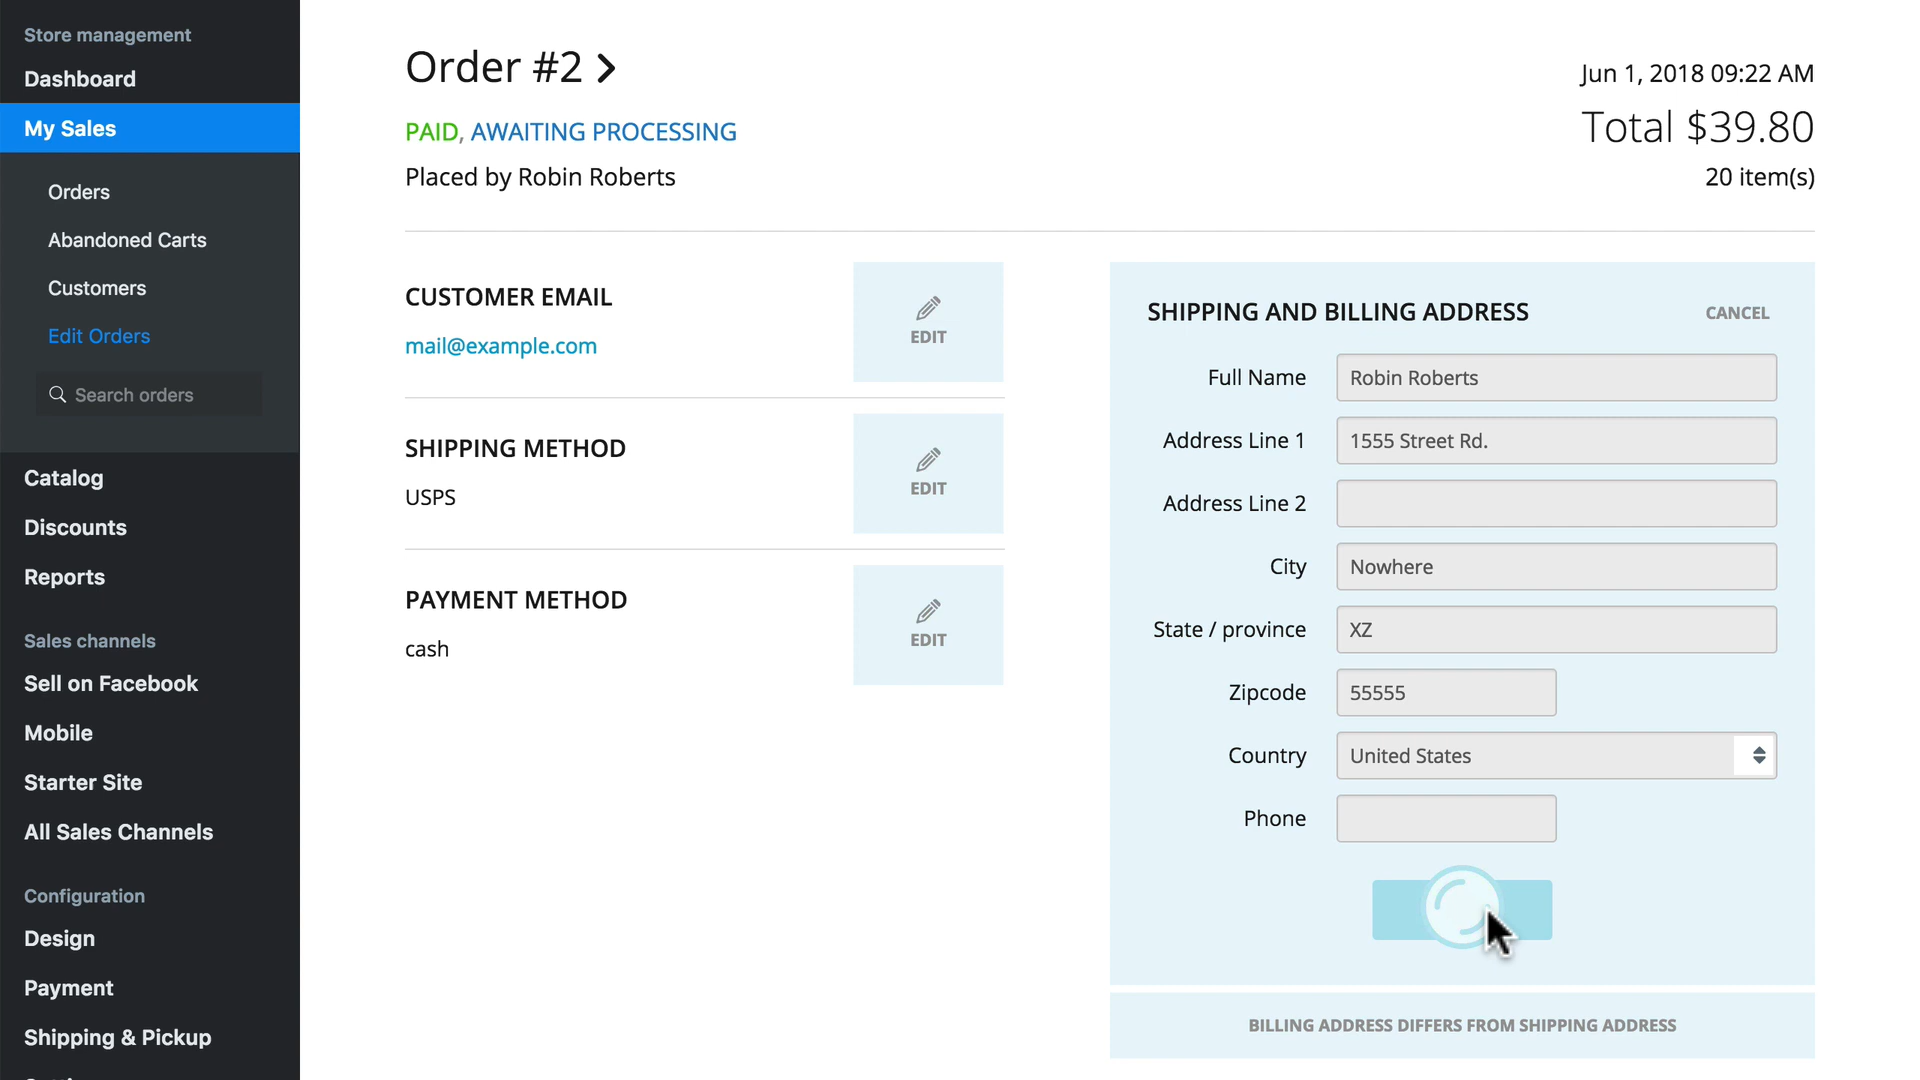 Store management
Dashboard
My Sales
Orders
Abandoned Carts
Customers
Edit Orders
Search orders
Catalog
Discounts
Reports
Sales channels
Sell on Facebook
Mobile
Starter Site
All Sales Channels
Configuration
Design
Payment
Shipping & Pickup
Order #2
PAID, AWAITING PROCESSING
Placed by Robin Roberts
Jun 1, 2018 09:22 AM
Total $39.80
20 item(s)
CUSTOMER EMAIL
mail@example.com
EDIT
SHIPPING METHOD
USPS
EDIT
PAYMENT METHOD
cash
EDIT
SHIPPING AND BILLING ADDRESS
CANCEL
Full Name Robin Roberts
Address Line 1 1555 Street Rd.
Address Line 2
City Nowhere
State / province XZ
Zipcode 55555
Country United States
Phone
BILLING ADDRESS DIFFERS FROM SHIPPING ADDRESS